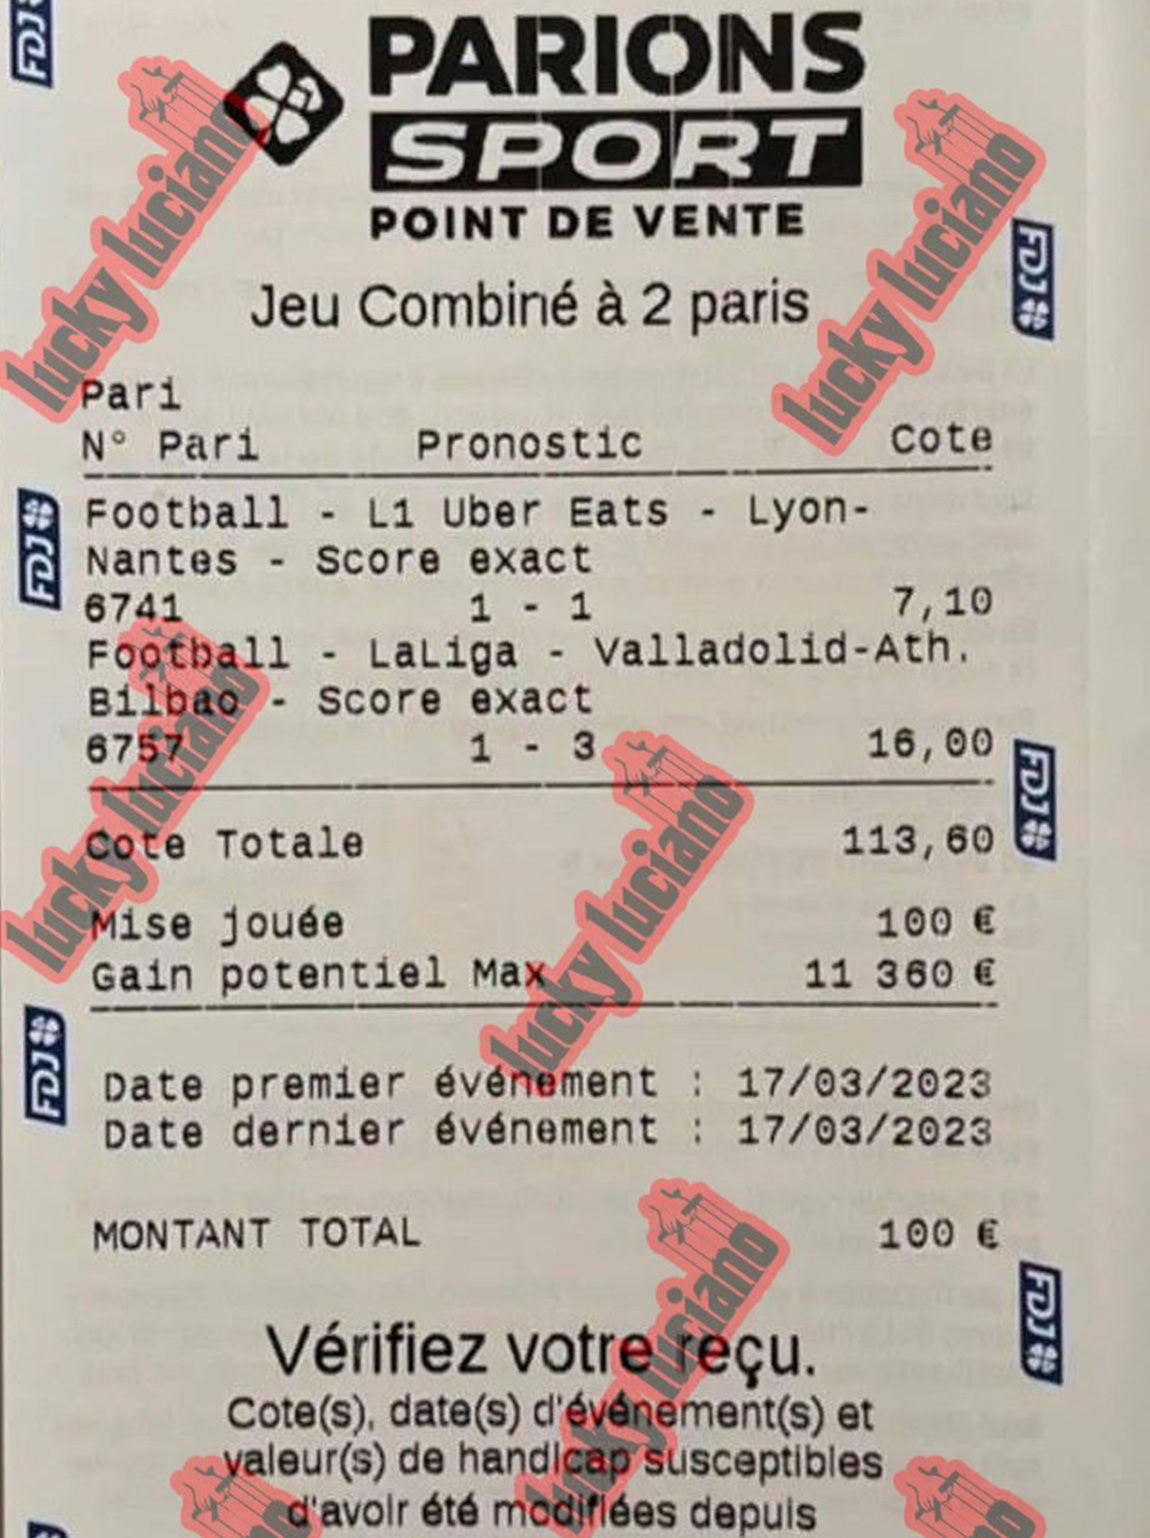 PARIONS
SPORT
POINT DE VENTE
Jeu Combiné à 2 paris
Pari
N° Pari Pronostic Cote
Football - L1 Uber Eats - Lyon-
Nantes - Score exact
6741 1 - 1 7,10
Football - LaLiga - Valladolid-Ath.
Bilbao - Score exact
6757 1 - 3 16,00
Cote Totale 113,60
Mise jouée 100 €
Gain potentiel Max 11 360 €
Date premier événement : 17/03/2023
Date dernier événement : 17/03/2023
MONTANT TOTAL 100 €
Vérifiez votre reçu.
Cote(s), date(s) d'événement(s) et
valeur(s) de handicap susceptibles
d'avoir été modifiées depuis
FDJ
FDJ
FDJ
FDJ
FDJ
FDJ
lucky luciano
lucky luciano
lucky luciano
lucky luciano
lucky luciano